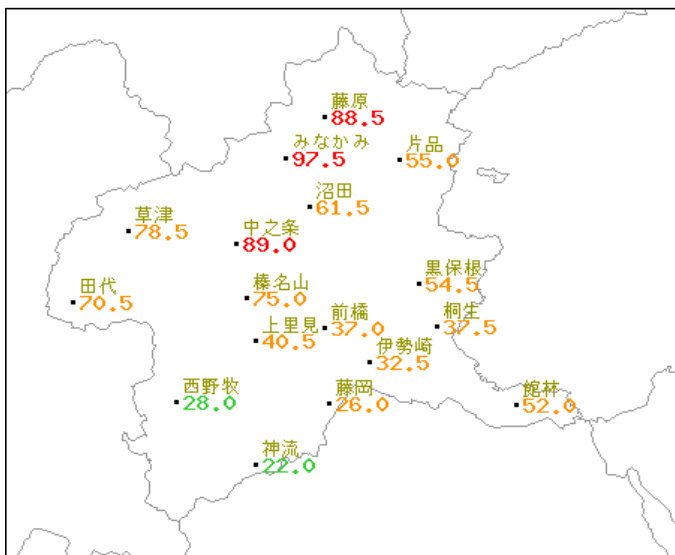 藤原
88.5
みなかみ
97.5
片品
55.0
沼田
61.5
草津
78.5
中之条
89.0
黒保根
54.5
田代
70.5
榛名山
75.0
桐生
37.5
上里見
40.5
前橋
37.0
伊勢崎
32.5
西野牧
28.0
藤岡
26.0
館林
52.0
神流
22.0